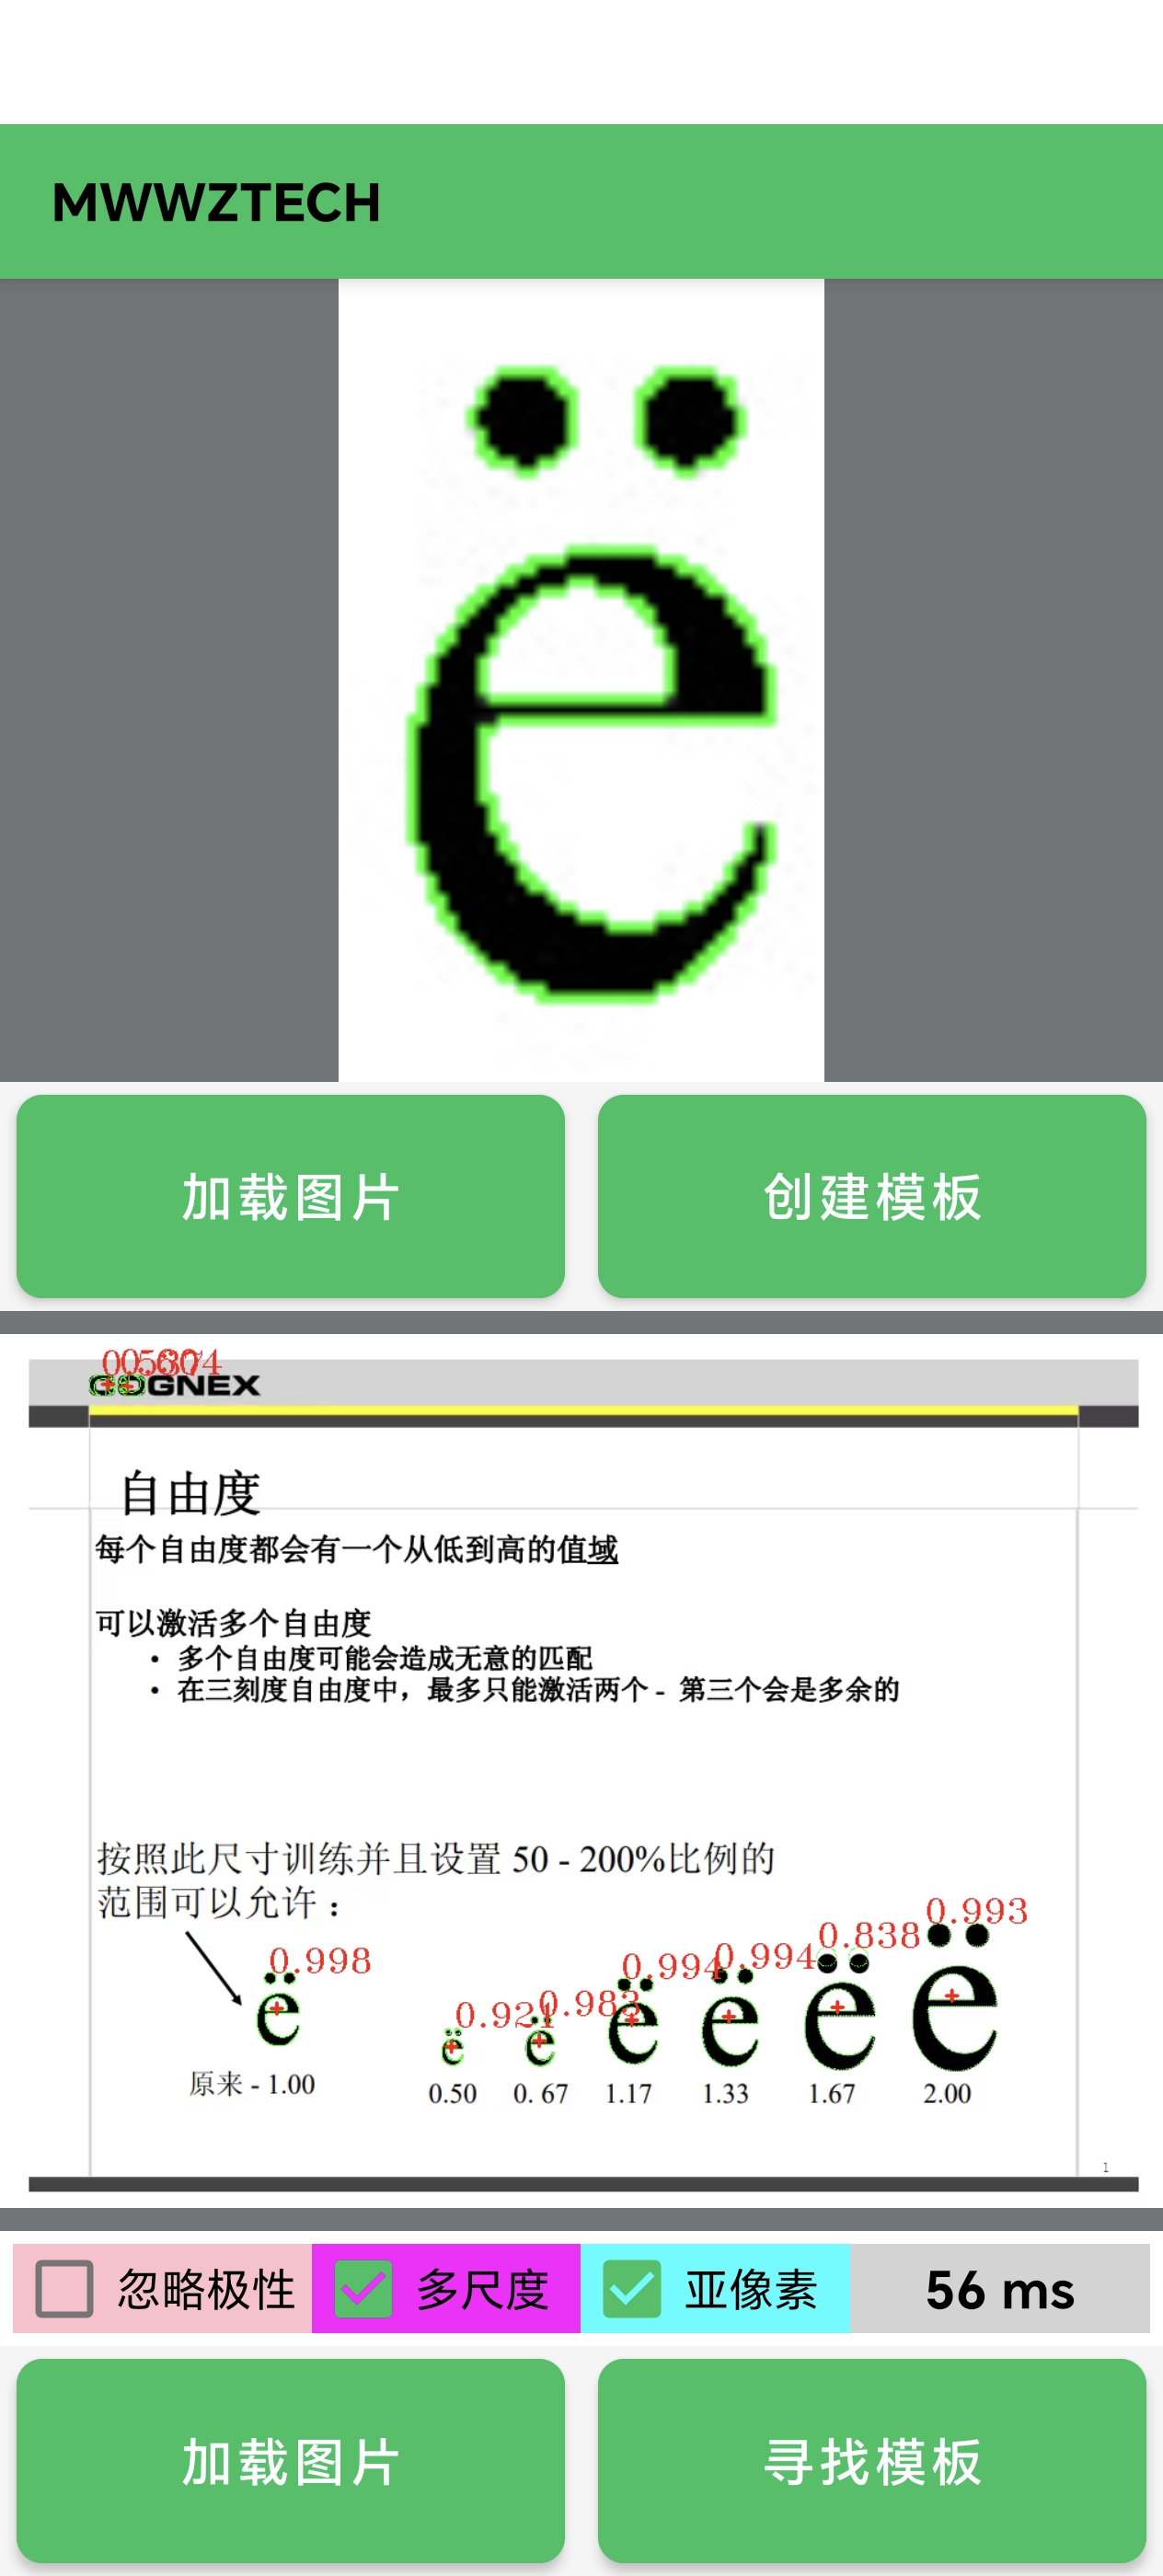 MWWZTECH
ë
加载图片
创建模板
COGNEX
自由度
每个自由度都会有一个从低到高的值域
可以激活多个自由度
• 多个自由度可能会造成无意的匹配
• 在三刻度自由度中，最多只能激活两个 - 第三个会是多余的
按照此尺寸训练并且设置 50 - 200%比例的
范围可以允许：
0.998 0.921 0.983 0.994 0.994 0.838 0.993
ë ë ë ë ë ë ë
原来 - 1.00 0.50 0. 67 1.17 1.33 1.67 2.00
1
忽略极性 多尺度 亚像素 56 ms
加载图片
寻找模板